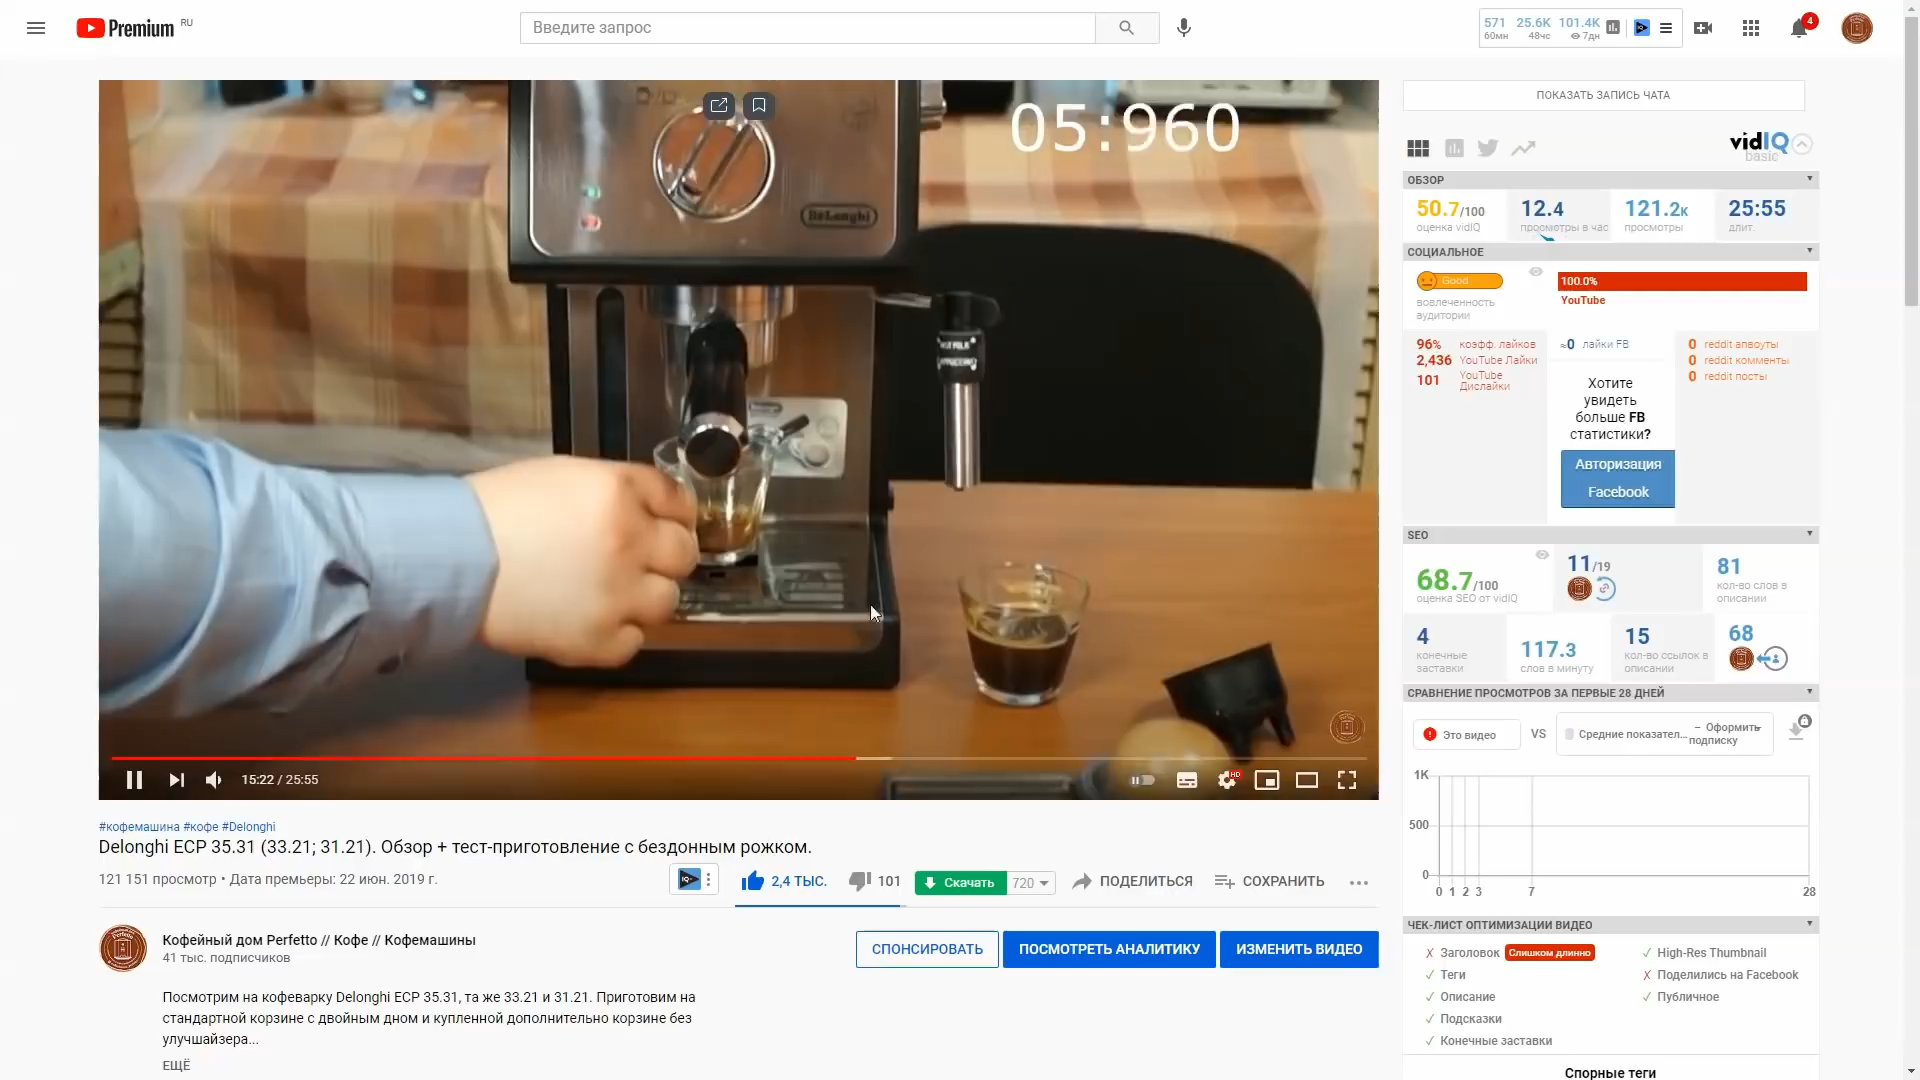 Premium RU
Введите запрос
571 25.6K 101.4K
60мн 48чс 7дн
4
05:960
DeLonghi
15:22 / 25:55
HD
#кофемашина #кофе #Delonghi
Delonghi ECP 35.31 (33.21; 31.21). Обзор + тест-приготовление с бездонным рожком.
121 151 просмотр • Дата премьеры: 22 июн. 2019 г.
2,4 ТЫС.
101
Скачать
720
ПОДЕЛИТЬСЯ
СОХРАНИТЬ
Кофейный дом Perfetto // Кофе // Кофемашины
41 тыс. подписчиков
СПОНСИРОВАТЬ
ПОСМОТРЕТЬ АНАЛИТИКУ
ИЗМЕНИТЬ ВИДЕО
Посмотрим на кофеварку Delonghi ECP 35.31, та же 33.21 и 31.21. Приготовим на
стандартной корзине с двойным дном и купленной дополнительно корзине без
улучшайзера...
ЕЩЁ
ПОКАЗАТЬ ЗАПИСЬ ЧАТА
vidIQ
basic
ОБЗОР
50.7/100
оценка vidIQ
12.4
просмотры в час
121.2к
просмотры
25:55
длит.
СОЦИАЛЬНОЕ
Good
вовлеченность
аудитории
100.0%
YouTube
96% коэфф. лайков
2,436 YouTube Лайки
101 YouTube
Дислайки
≈0 лайки FB
Хотите
увидеть
больше FB
статистики?
Авторизация
Facebook
0 reddit апвоуты
0 reddit комменты
0 reddit посты
SEO
68.7/100
оценка SEO от vidIQ
11/19
81
кол-во слов в
описании
4
конечные
заставки
117.3
слов в минуту
15
кол-во ссылок в
описании
68
СРАВНЕНИЕ ПРОСМОТРОВ ЗА ПЕРВЫЕ 28 ДНЕЙ
Это видео
VS
Средние показател...
– Оформить
подписку
1K
500
0
0 1 2 3 7 28
ЧЕК-ЛИСТ ОПТИМИЗАЦИИ ВИДЕО
✗ Заголовок Слишком длинно
✓ Теги
✓ Описание
✓ Подсказки
✓ Конечные заставки
✓ High-Res Thumbnail
✗ Поделились на Facebook
✓ Публичное
Спорные теги